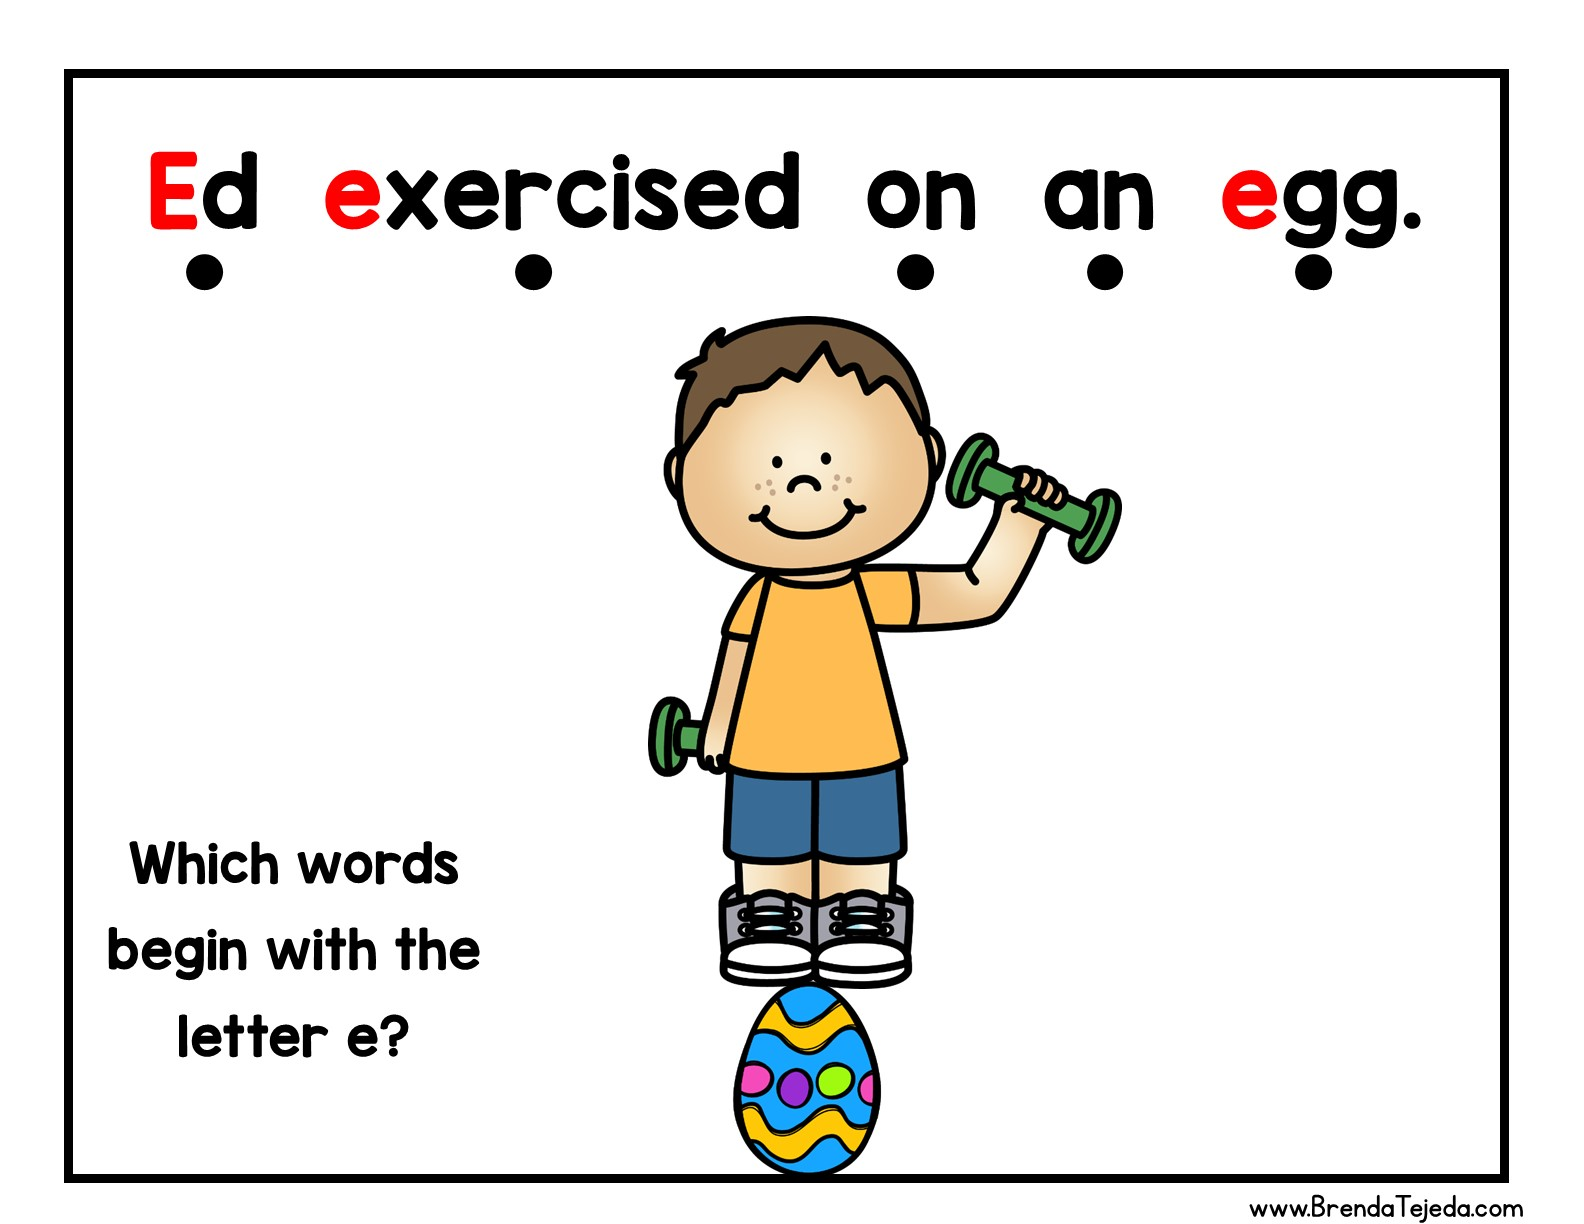 Ed exercised on an egg.
Which words
begin with the
letter e?
www.BrendaTejeda.com